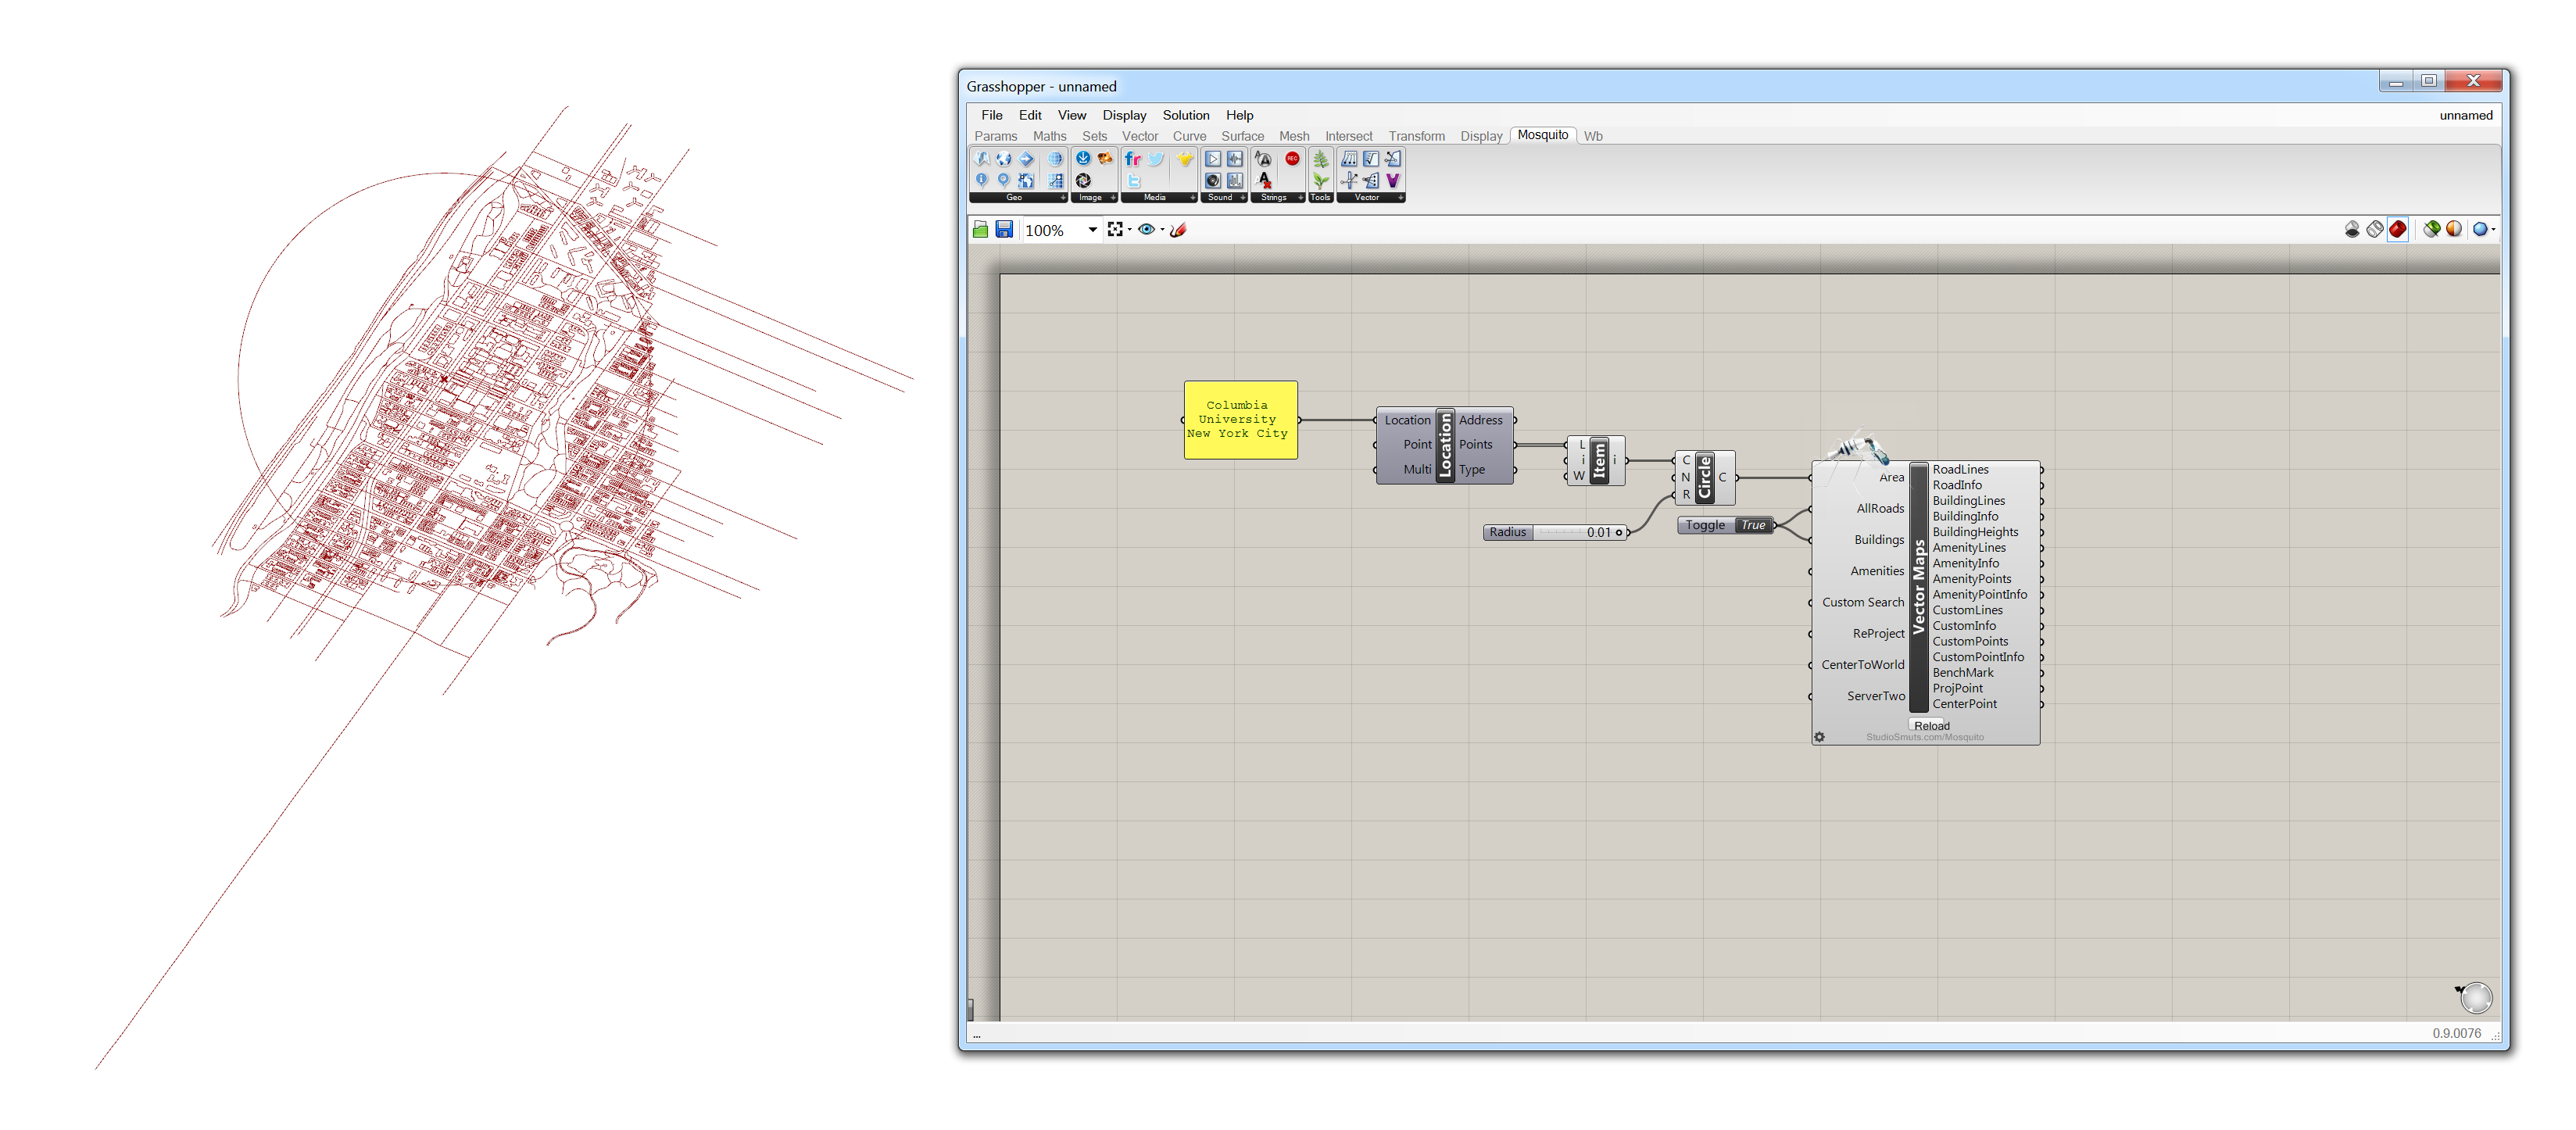 Grasshopper - unnamed
File Edit View Display Solution Help
unnamed
Params Maths Sets Vector Curve Surface Mesh Intersect Transform Display Mosquito Wb
fr
REC
Geo Image Media Sound Strings Tools Vector
100%
Columbia
University
New York City
Location
Point
Multi
Location
Address
Points
Type
L
i
W
Item
i
C
N
R
Circle
C
Radius 0.01
Toggle True
Area
AllRoads
Buildings
Amenities
Custom Search
ReProject
CenterToWorld
ServerTwo
Vector Maps
RoadLines
RoadInfo
BuildingLines
BuildingInfo
BuildingHeights
AmenityLines
AmenityInfo
AmenityPoints
AmenityPointInfo
CustomLines
CustomInfo
CustomPoints
CustomPointInfo
BenchMark
ProjPoint
CenterPoint
Reload
StudioSmuts.com/Mosquito
...
0.9.0076